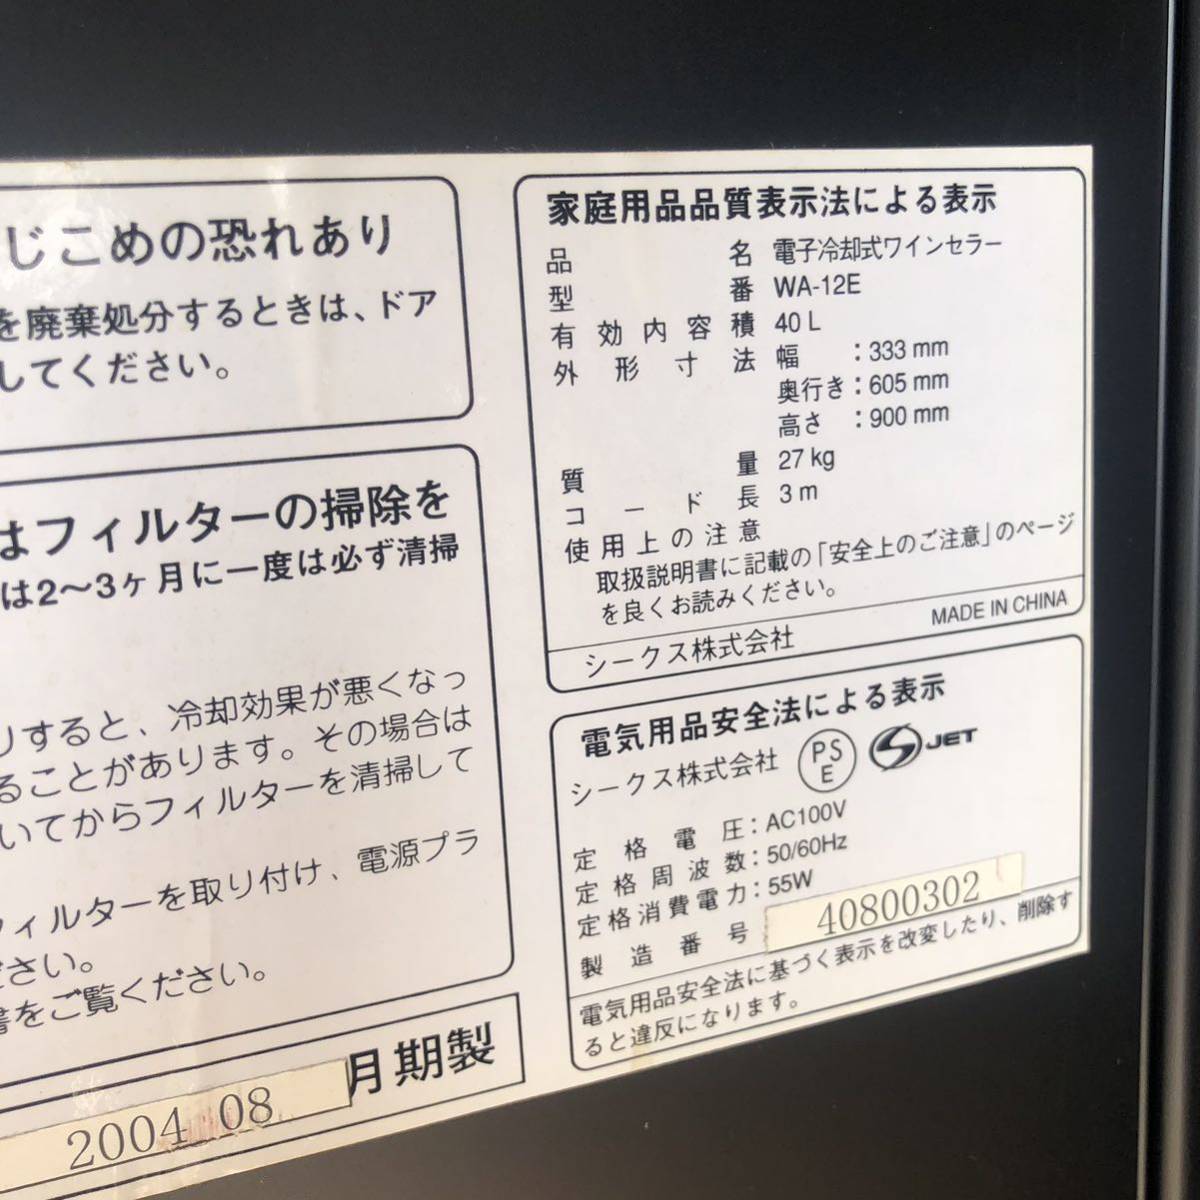 じこめの恐れあり
を廃棄処分するときは、ドア
してください。
はフィルターの掃除を
は2〜3ヶ月に一度は必ず清掃
りすると、冷却効果が悪くなっ
ることがあります。その場合は
いてからフィルターを清掃して
フィルターを取り付け、電源プラ
ださい。
書をご覧ください。
2004 08 月期製
家庭用品品質表示法による表示
品名 電子冷却式ワインセラー
型番 WA-12E
有効内容積 40 L
外形寸法 幅 : 333 mm
奥行き : 605 mm
高さ : 900 mm
質量 27 kg
コード長 3 m
使用上の注意
取扱説明書に記載の「安全上のご注意」のページ
を良くお読みください。
シークス株式会社 MADE IN CHINA
電気用品安全法による表示
シークス株式会社 PSE JET
定格電圧 : AC100V
定格周波数 : 50/60Hz
定格消費電力 : 55W
製造番号 40800302
電気用品安全法に基づく表示を改変したり、削除す
ると違反になります。